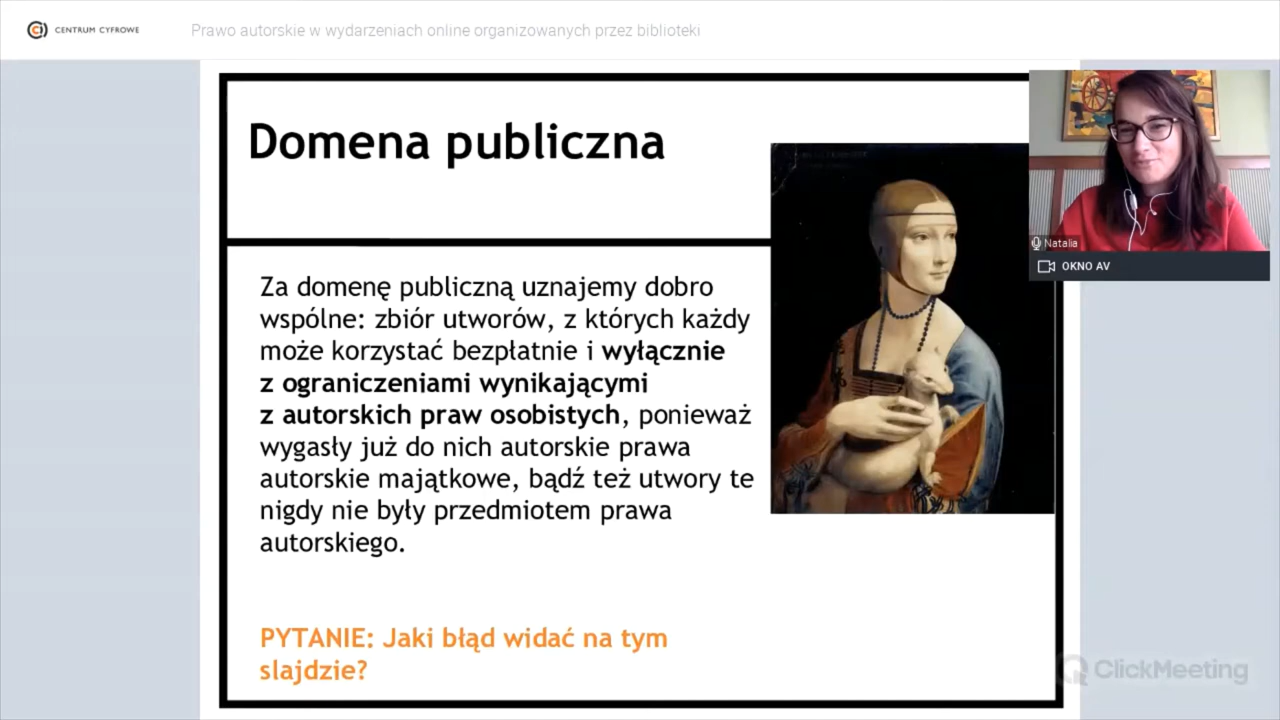 CENTRUM CYFROWE
Prawo autorskie w wydarzeniach online organizowanych przez biblioteki
Domena publiczna
Za domenę publiczną uznajemy dobro
wspólne: zbiór utworów, z których każdy
może korzystać bezpłatnie i wyłącznie
z ograniczeniami wynikającymi
z autorskich praw osobistych, ponieważ
wygasły już do nich autorskie prawa
autorskie majątkowe, bądź też utwory te
nigdy nie były przedmiotem prawa
autorskiego.
PYTANIE: Jaki błąd widać na tym
slajdzie?
Natalia
OKNO AV
ClickMeeting